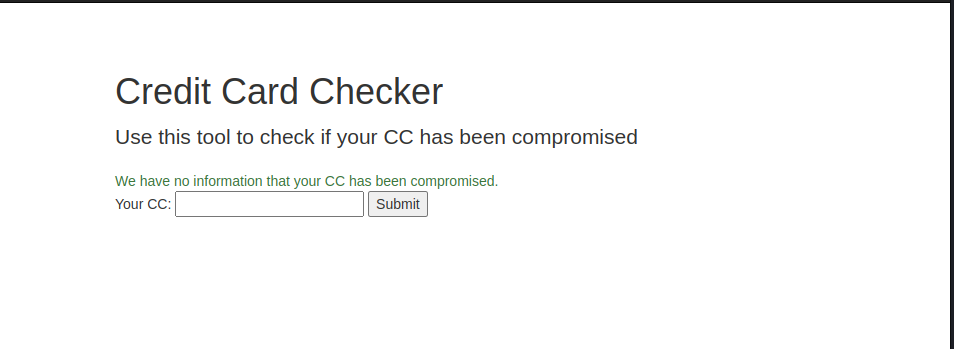 Credit Card Checker
Use this tool to check if your CC has been compromised
We have no information that your CC has been compromised.
Your CC: Submit